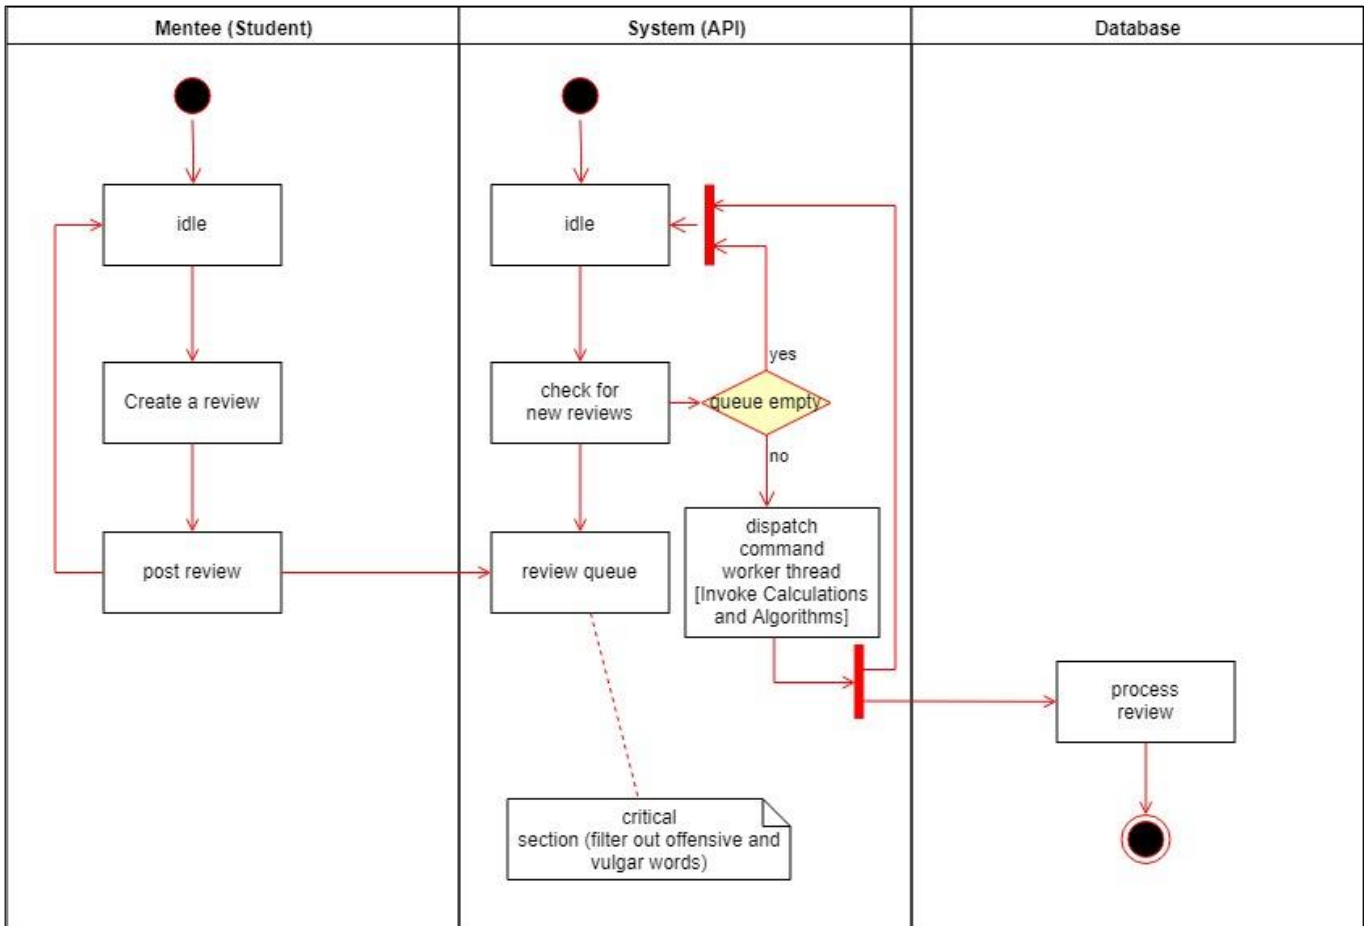 Mentee (Student)
System (API)
Database
idle
idle
Create a review
check for
new reviews
yes
queue empty
no
post review
review queue
dispatch
command
worker thread
[Invoke Calculations
and Algorithms]
process
review
critical
section (filter out offensive and
vulgar words)